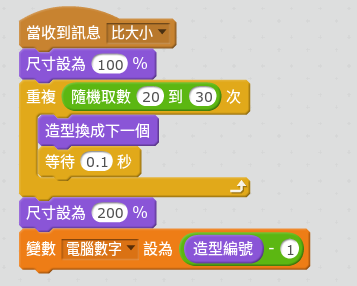 當收到訊息 比大小
尺寸設為 100 %
重複 隨機取數 20 到 30 次
造型換成下一個
等待 0.1 秒
尺寸設為 200 %
變數 電腦數字 設為 造型編號 - 1